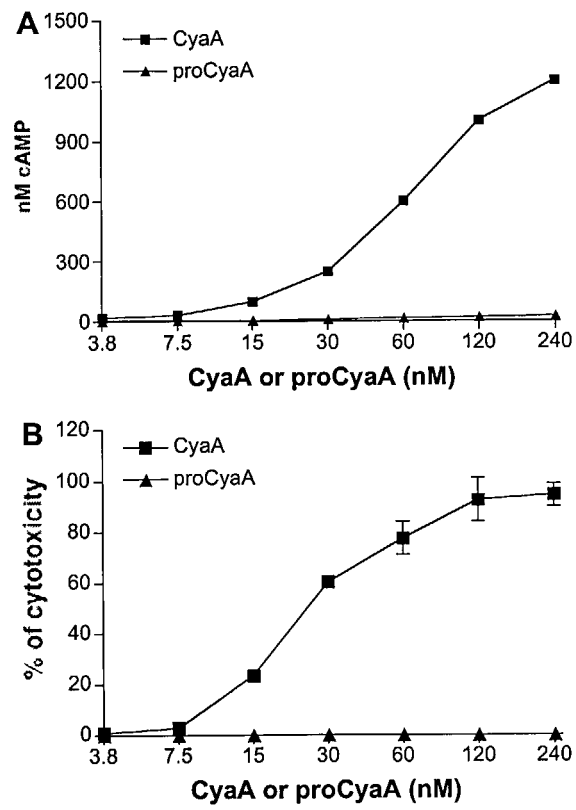 A
1500
CyaA
proCyaA
1200
900
600
300
0
nM cAMP
3.8 7.5 15 30 60 120 240
CyaA or proCyaA (nM)
B
120
CyaA
proCyaA
100
80
60
40
20
0
% of cytotoxicity
3.8 7.5 15 30 60 120 240
CyaA or proCyaA (nM)